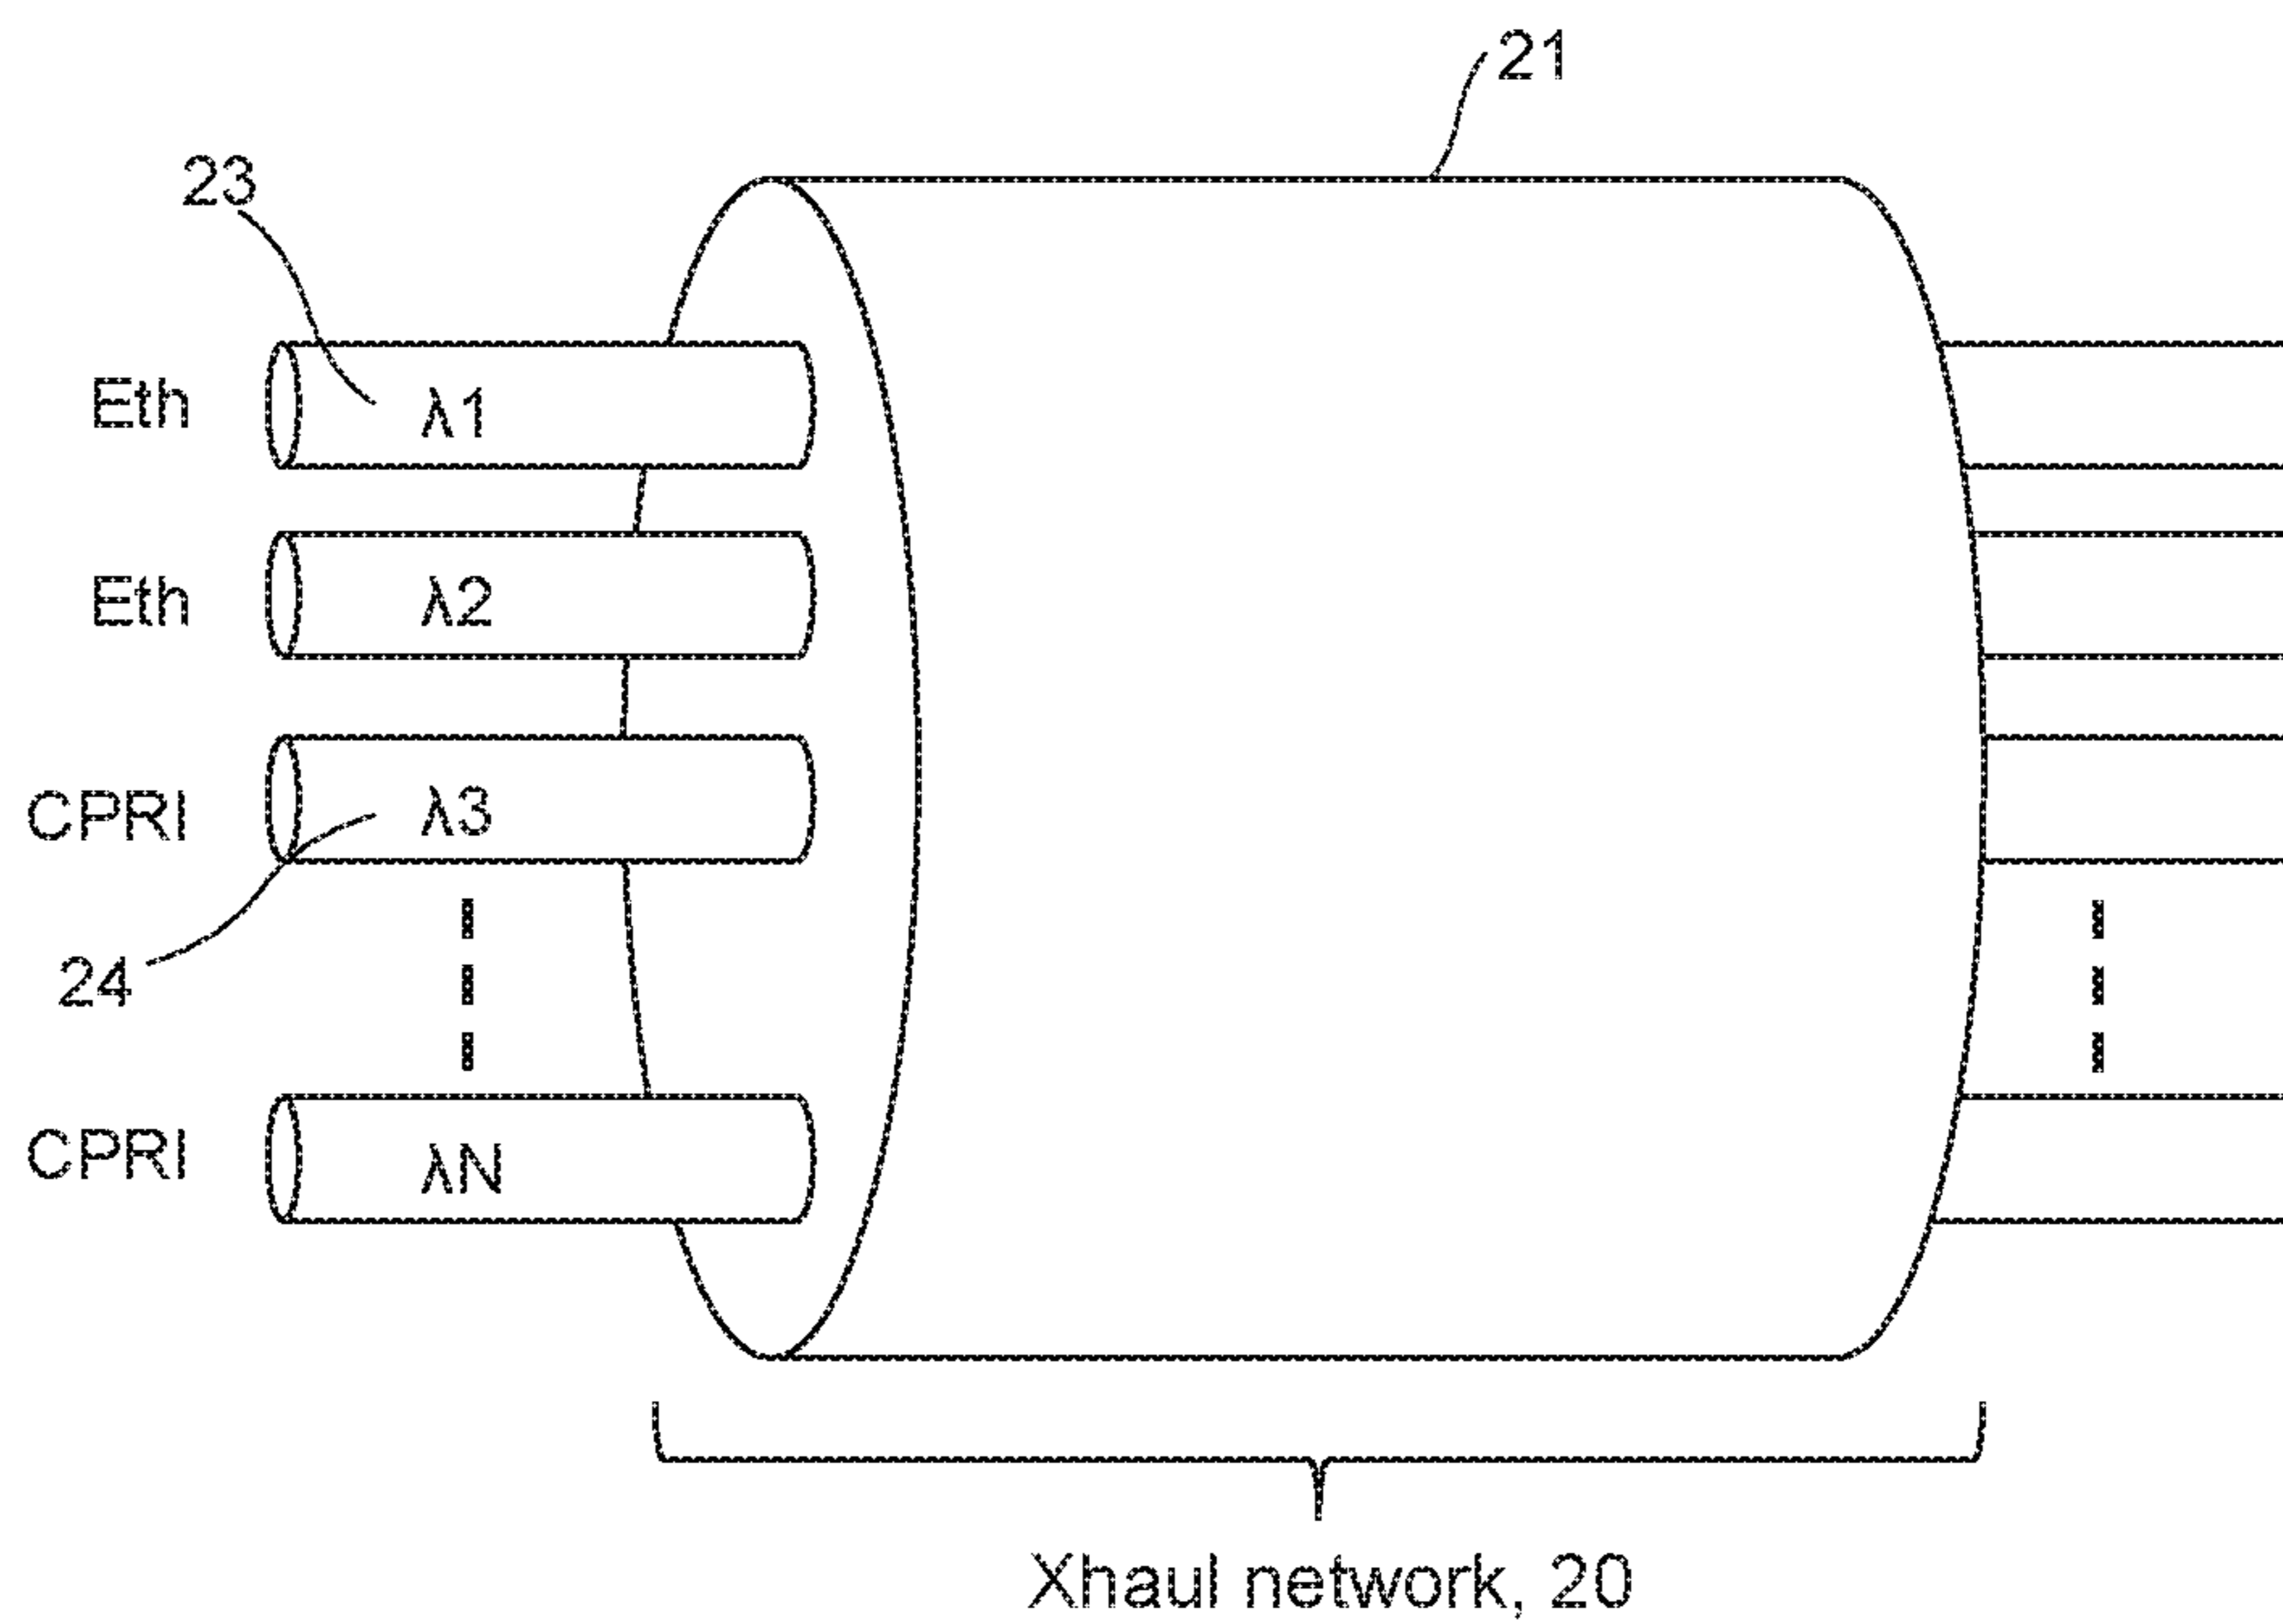 21
23
Eth λ1
Eth λ2
CPRI λ3
24
CPRI λN
Xhaul network, 20